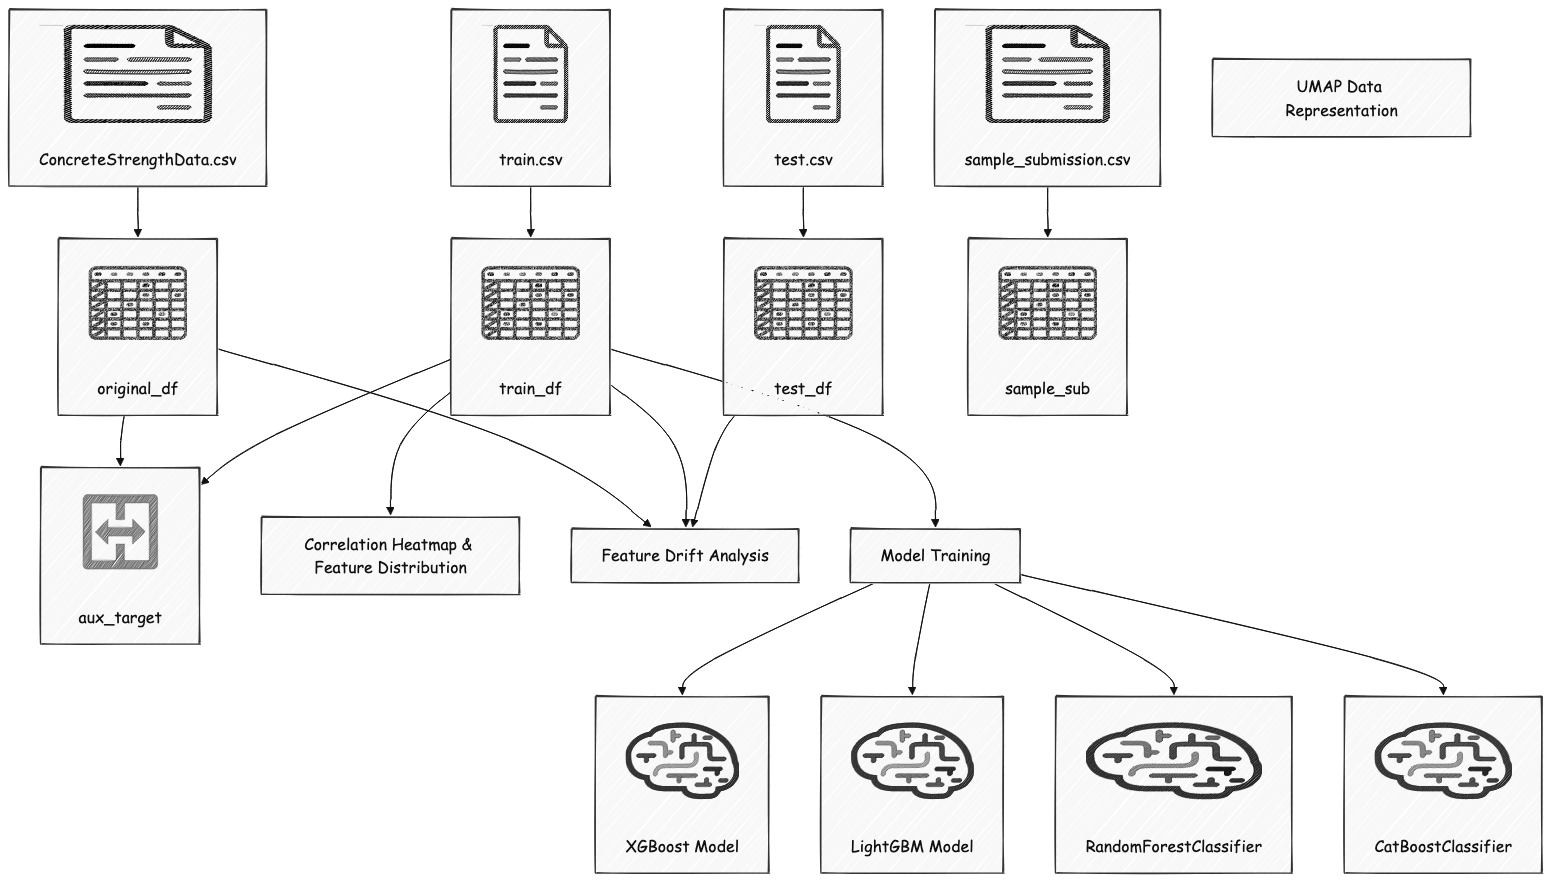 ConcreteStrengthData.csv
train.csv
test.csv
sample_submission.csv
UMAP Data
Representation
original_df
train_df
test_df
sample_sub
aux_target
Correlation Heatmap &
Feature Distribution
Feature Drift Analysis
Model Training
XGBoost Model
LightGBM Model
RandomForestClassifier
CatBoostClassifier